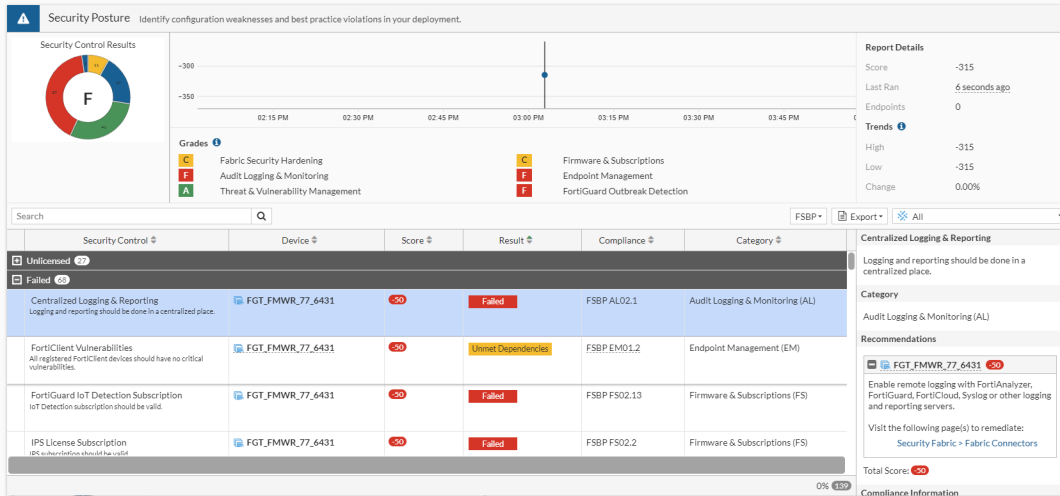 Security Posture Identify configuration weaknesses and best practice violations in your deployment.
Security Control Results
F
-300
-350
02:15 PM 02:30 PM 02:45 PM 03:00 PM 03:15 PM 03:30 PM 03:45 PM
Grades
C Fabric Security Hardening
F Audit Logging & Monitoring
A Threat & Vulnerability Management
C Firmware & Subscriptions
F Endpoint Management
F FortiGuard Outbreak Detection
Report Details
Score -315
Last Ran 6 seconds ago
Endpoints 0
Trends
High -315
Low -315
Change 0.00%
Search
FSBP Export All
Security Control Device Score Result Compliance Category
Unlicensed 27
Failed 68
Centralized Logging & Reporting FGT_FMWR_77_6431 -50 Failed FSBP AL02.1 Audit Logging & Monitoring (AL)
Logging and reporting should be done in a centralized place.
FortiClient Vulnerabilities FGT_FMWR_77_6431 -50 Unmet Dependencies FSBP EM01.2 Endpoint Management (EM)
All registered FortiClient devices should have no critical
vulnerabilities.
FortiGuard IoT Detection Subscription FGT_FMWR_77_6431 -50 Failed FSBP FS02.13 Firmware & Subscriptions (FS)
IoT Detection subscription should be valid.
IPS License Subscription FGT_FMWR_77_6431 -50 Failed FSBP FS02.2 Firmware & Subscriptions (FS)
IPS subscription should be valid.
0% 139
Centralized Logging & Reporting
Logging and reporting should be done in a
centralized place.
Category
Audit Logging & Monitoring (AL)
Recommendations
FGT_FMWR_77_6431 -50
Enable remote logging with FortiAnalyzer,
FortiGuard, FortiCloud, Syslog or other logging
and reporting servers.
Visit the following page(s) to remediate:
Security Fabric > Fabric Connectors
Total Score: -50
Compliance Information